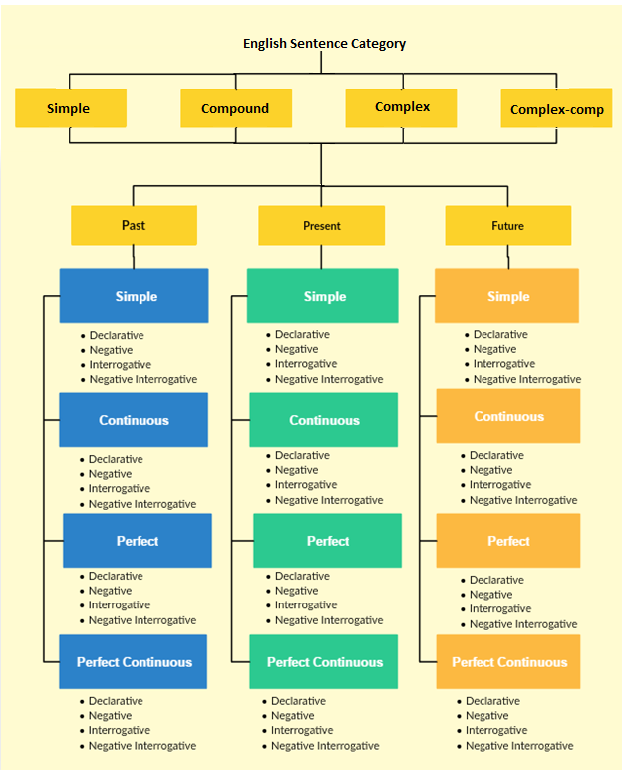 English Sentence Category
Simple
Compound
Complex
Complex-comp
Past
Present
Future
Simple
• Declarative
• Negative
• Interrogative
• Negative Interrogative
Continuous
• Declarative
• Negative
• Interrogative
• Negative Interrogative
Perfect
• Declarative
• Negative
• Interrogative
• Negative Interrogative
Perfect Continuous
• Declarative
• Negative
• Interrogative
• Negative Interrogative
Simple
• Declarative
• Negative
• Interrogative
• Negative Interrogative
Continuous
• Declarative
• Negative
• Interrogative
• Negative Interrogative
Perfect
• Declarative
• Negative
• Interrogative
• Negative Interrogative
Perfect Continuous
• Declarative
• Negative
• Interrogative
• Negative Interrogative
Simple
• Declarative
• Negative
• Interrogative
• Negative Interrogative
Continuous
• Declarative
• Negative
• Interrogative
• Negative Interrogative
Perfect
• Declarative
• Negative
• Interrogative
• Negative Interrogative
Perfect Continuous
• Declarative
• Negative
• Interrogative
• Negative Interrogative